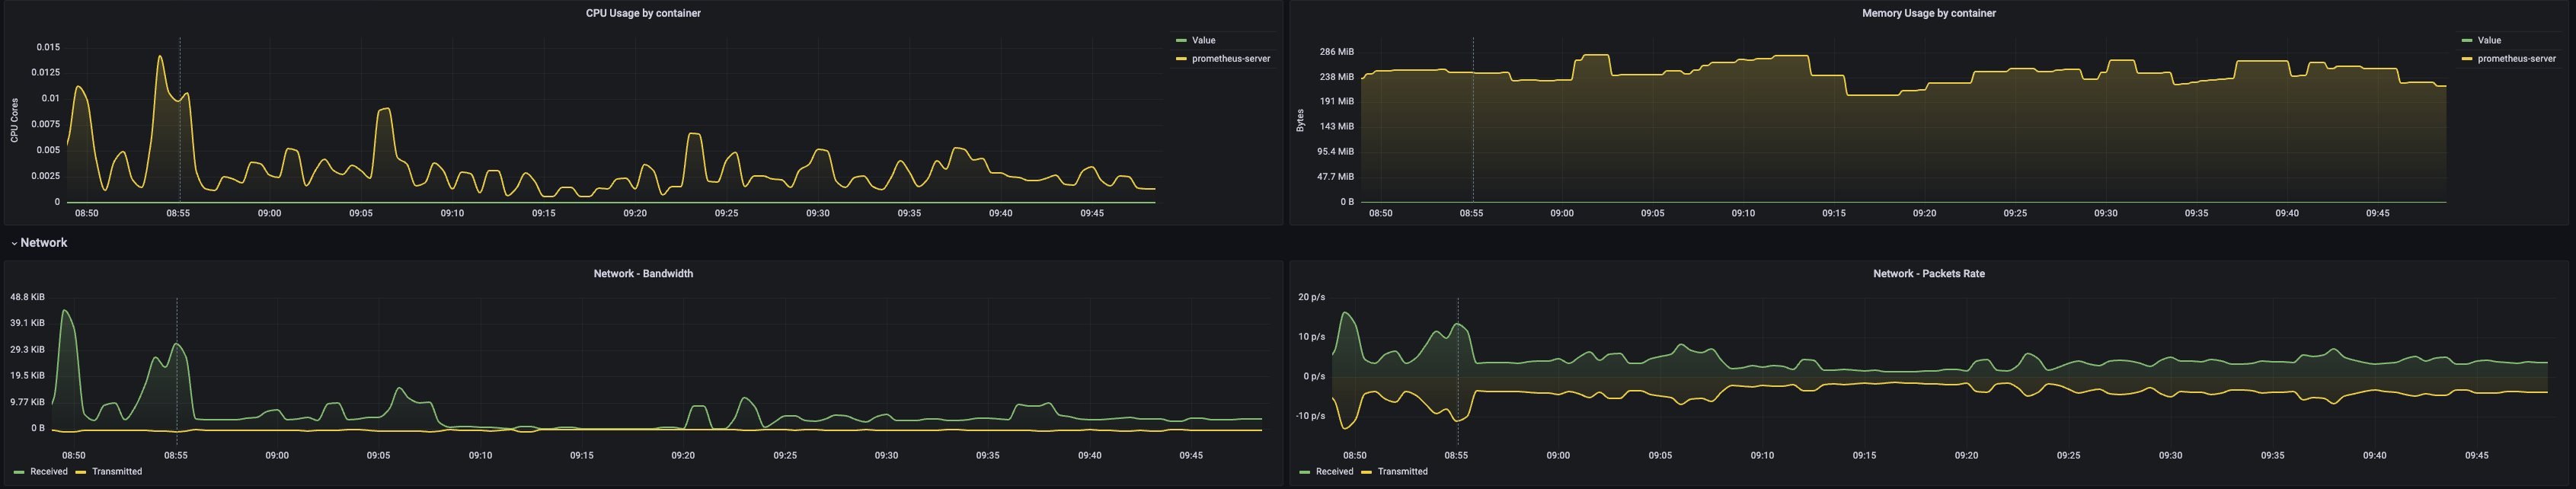 CPU Usage by container
0.015
0.0125
0.01
0.0075
0.005
0.0025
0
CPU Cores
08:50 08:55 09:00 09:05 09:10 09:15 09:20 09:25 09:30 09:35 09:40 09:45
Value
prometheus-server
Memory Usage by container
286 MiB
238 MiB
191 MiB
143 MiB
95.4 MiB
47.7 MiB
0 B
Bytes
08:50 08:55 09:00 09:05 09:10 09:15 09:20 09:25 09:30 09:35 09:40 09:45
Value
prometheus-server
Network
Network - Bandwidth
48.8 KiB
39.1 KiB
29.3 KiB
19.5 KiB
9.77 KiB
0 B
08:50 08:55 09:00 09:05 09:10 09:15 09:20 09:25 09:30 09:35 09:40 09:45
Received Transmitted
Network - Packets Rate
20 p/s
10 p/s
0 p/s
-10 p/s
08:50 08:55 09:00 09:05 09:10 09:15 09:20 09:25 09:30 09:35 09:40 09:45
Received Transmitted